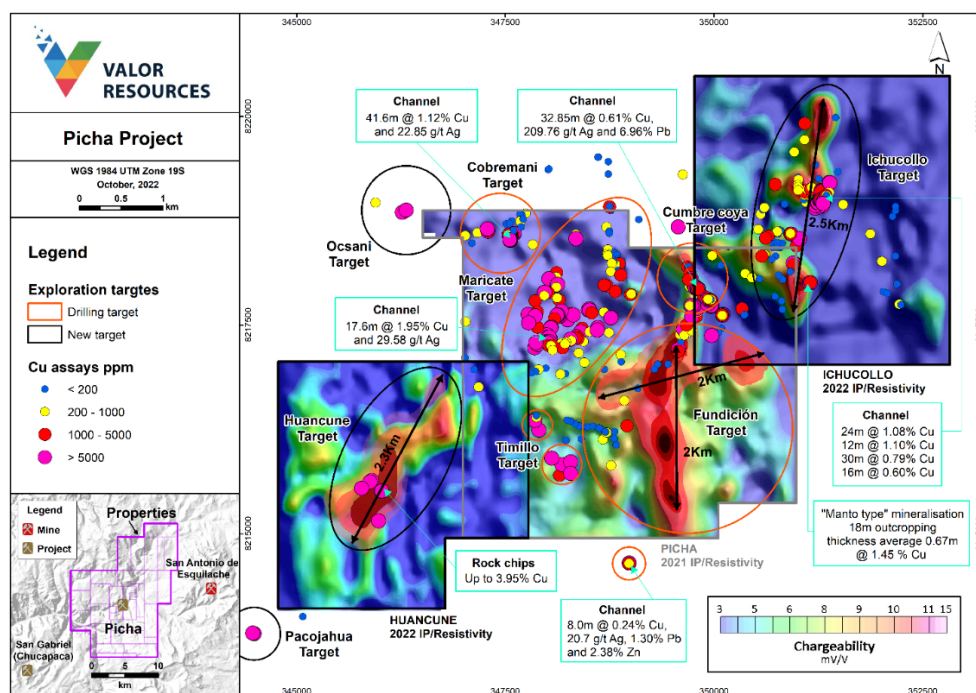 VALOR
RESOURCES
Picha Project
WGS 1984 UTM Zone 19S
October, 2022
0 0.5 1
km
Legend
Exploration targtes
Drilling target
New target
Cu assays ppm
< 200
200 - 1000
1000 - 5000
> 5000
Legend
Mine
Project
Properties
San Antonio de
Esquilache
Picha
San Gabriel
(Chucapaca)
0 5 10
km
345000 347500 350000 352500
8220000
8217500
8215000
N
Channel
41.6m @ 1.12% Cu
and 22.85 g/t Ag
Channel
32.85m @ 0.61% Cu,
209.76 g/t Ag and 6.96% Pb
Cobremani
Target
Ichucollo
Target
Ocsani
Target
Cumbre coya
Target
2.5Km
Maricate
Target
Channel
17.6m @ 1.95% Cu
and 29.58 g/t Ag
ICHUCOLLO
2022 IP/Resistivity
2Km
Huancune
Target
2.3Km
Fundición
Target
Timillo
Target
2Km
Channel
24m @ 1.08% Cu
12m @ 1.10% Cu
30m @ 0.79% Cu
16m @ 0.60% Cu
"Manto type" mineralisation
18m outcropping
thickness average 0.67m
@ 1.45 % Cu
PICHA
2021 IP/Resistivity
Rock chips
Up to 3.95% Cu
HUANCUNE
2022 IP/Resistivity
Channel
8.0m @ 0.24% Cu,
20.7 g/t Ag, 1.30% Pb
and 2.38% Zn
Pacojahua
Target
3 5 6 8 9 11 15
Chargeability
mV/V
345000 347500 350000 352500